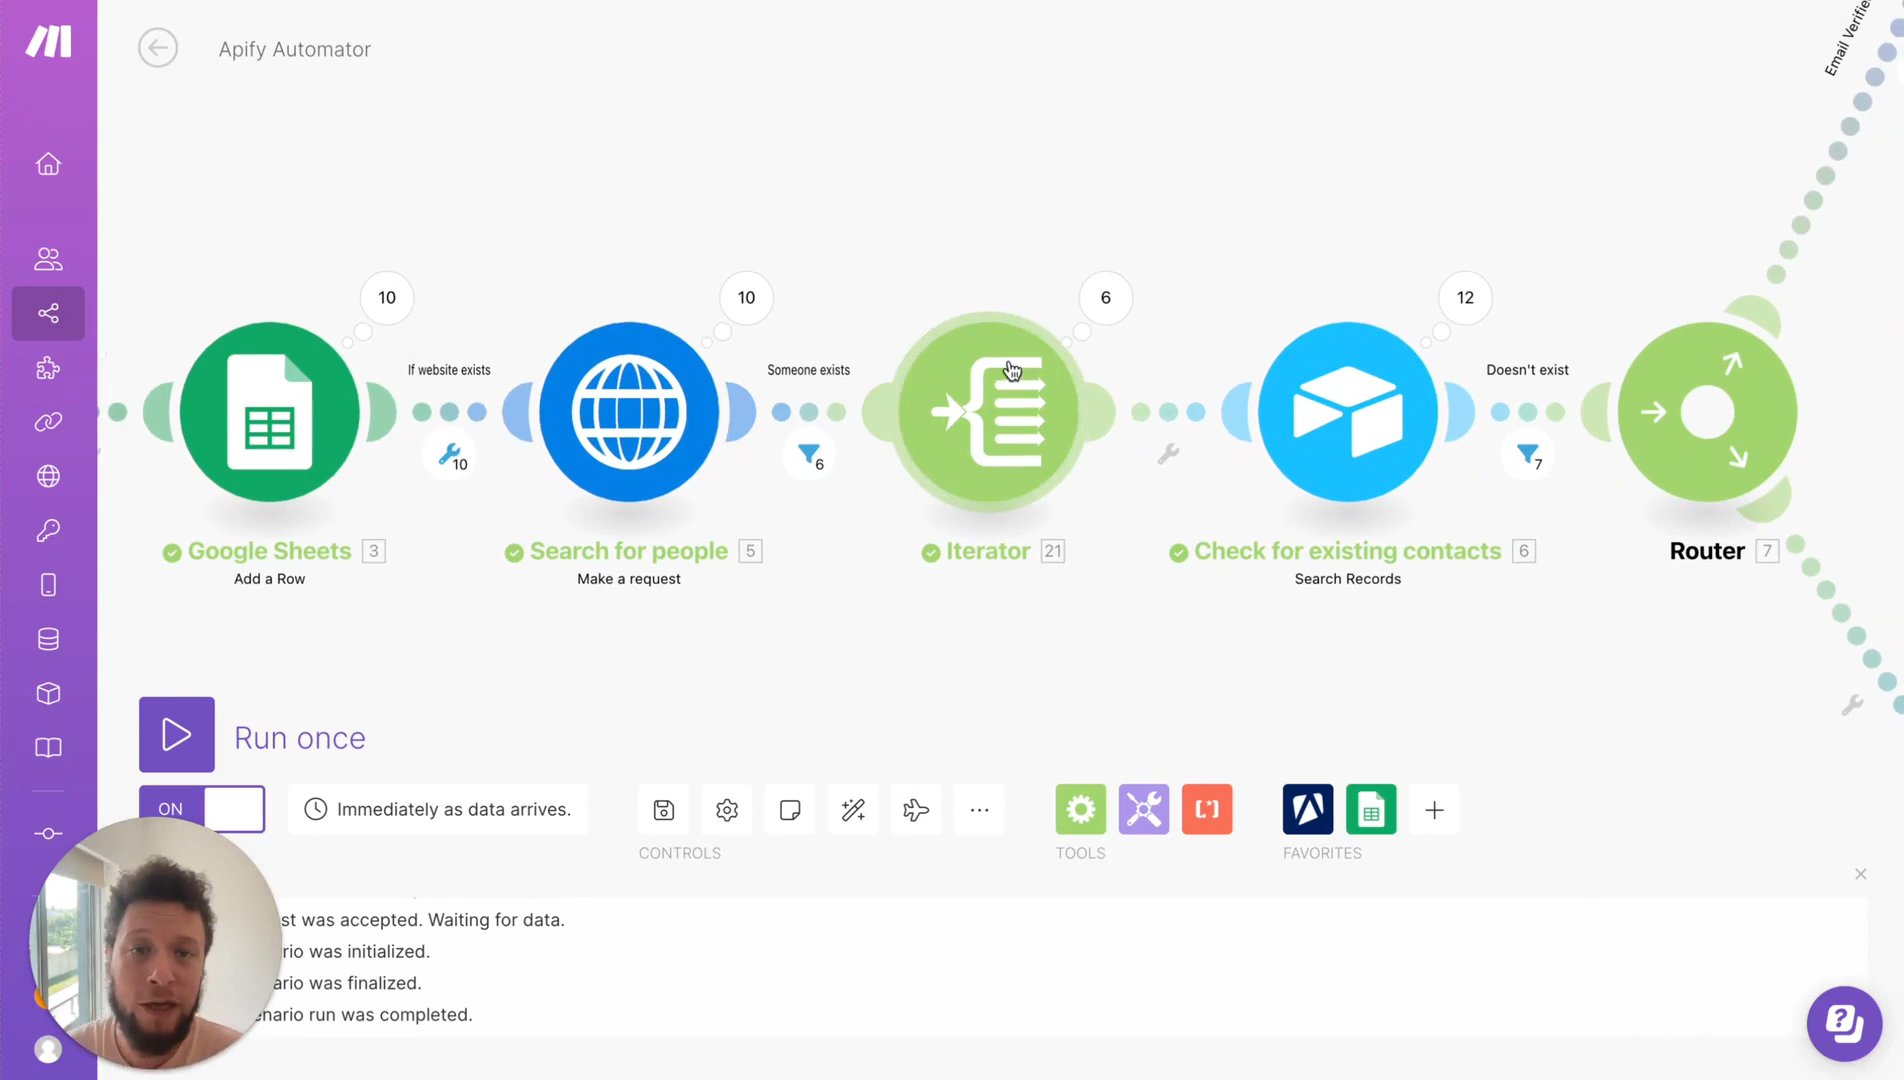 Apify Automator
Email Verifie
10
10
6
12
If website exists
Someone exists
Doesn't exist
10
6
7
Google Sheets 3
Add a Row
Search for people 5
Make a request
Iterator 21
Check for existing contacts 6
Search Records
Router 7
Run once
ON
Immediately as data arrives.
CONTROLS
TOOLS
FAVORITES
st was accepted. Waiting for data.
rio was initialized.
ario was finalized.
enario run was completed.